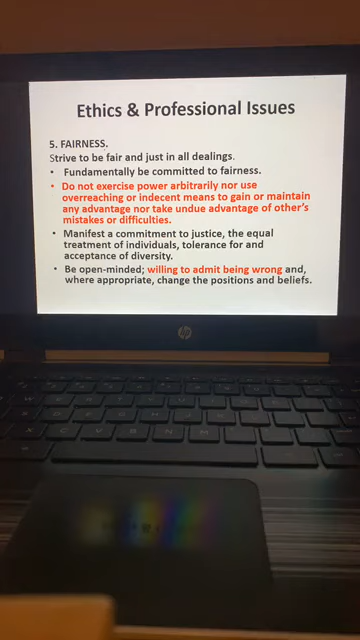 Ethics & Professional Issues
5. FAIRNESS.
Strive to be fair and just in all dealings.
• Fundamentally be committed to fairness.
• Do not exercise power arbitrarily nor use
overreaching or indecent means to gain or maintain
any advantage nor take undue advantage of other's
mistakes or difficulties.
• Manifest a commitment to justice, the equal
treatment of individuals, tolerance for and
acceptance of diversity.
• Be open-minded; willing to admit being wrong and,
where appropriate, change the positions and beliefs.
hp